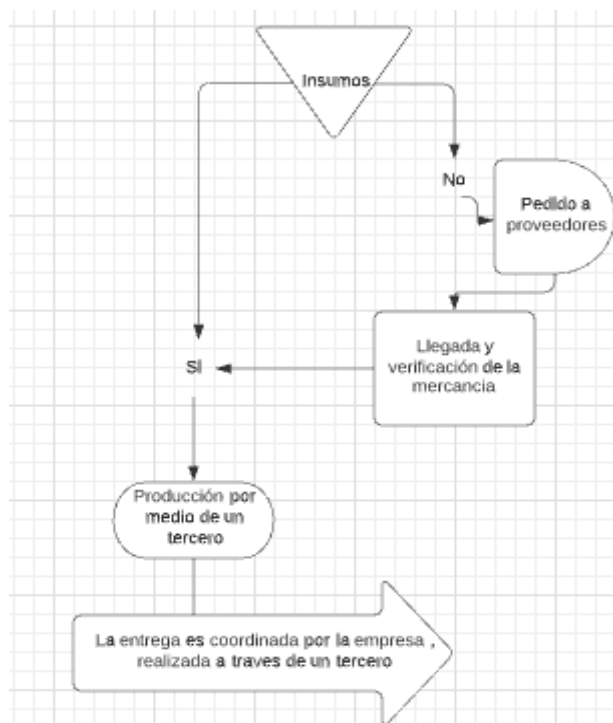 Insumos
No
Pedido a
proveedores
Llegada y
verificación de la
mercancia
SI
Producción por
medio de un
tercero
La entrega es coordinada por la empresa ,
realizada a traves de un tercero